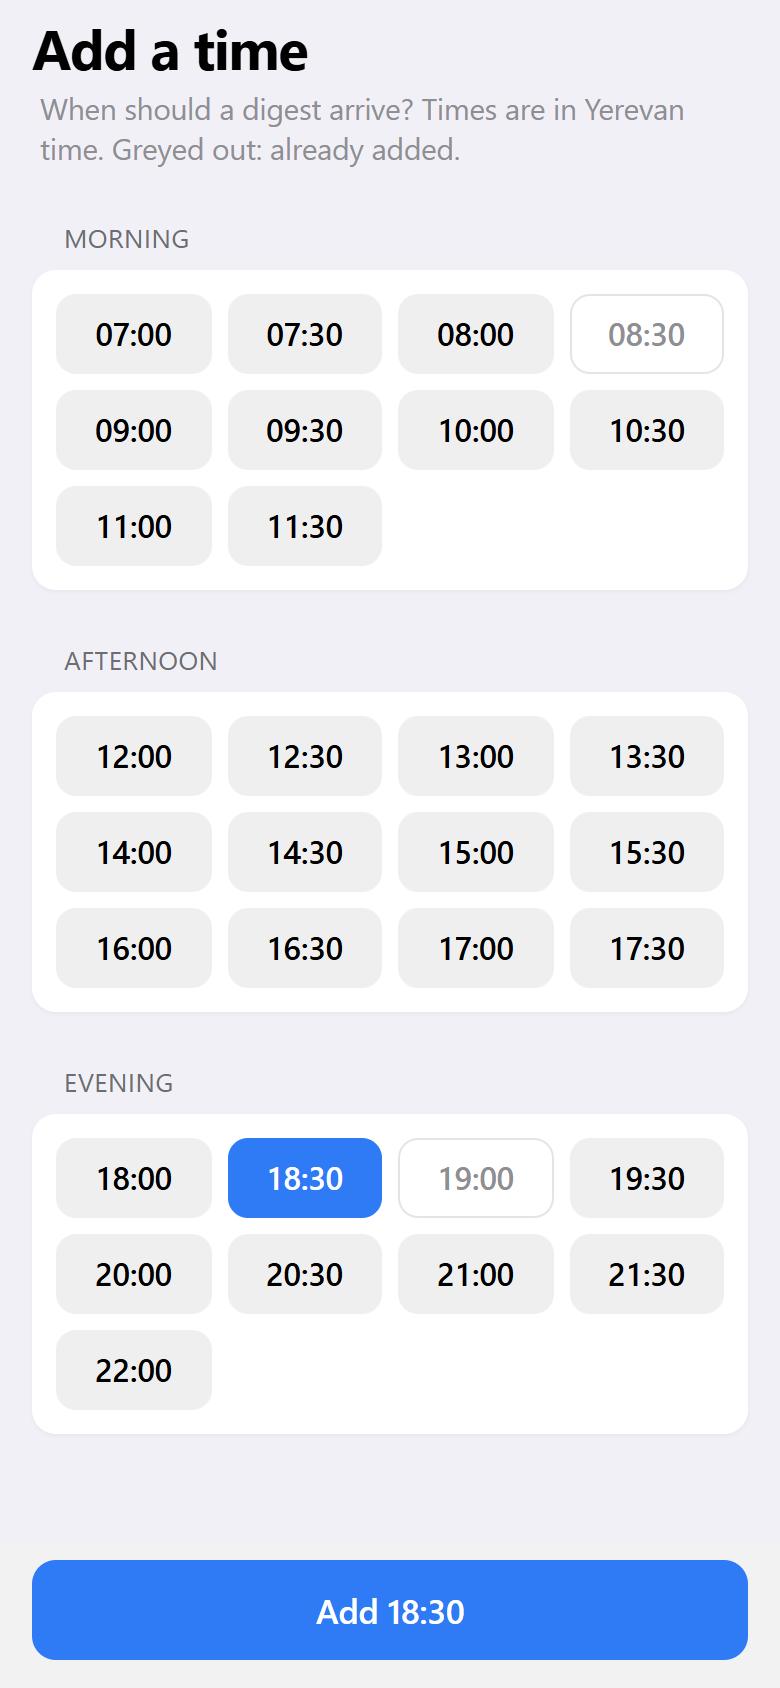 Add a time
When should a digest arrive? Times are in Yerevan
time. Greyed out: already added.
MORNING
07:00 07:30 08:00 08:30
09:00 09:30 10:00 10:30
11:00 11:30
AFTERNOON
12:00 12:30 13:00 13:30
14:00 14:30 15:00 15:30
16:00 16:30 17:00 17:30
EVENING
18:00 18:30 19:00 19:30
20:00 20:30 21:00 21:30
22:00
Add 18:30